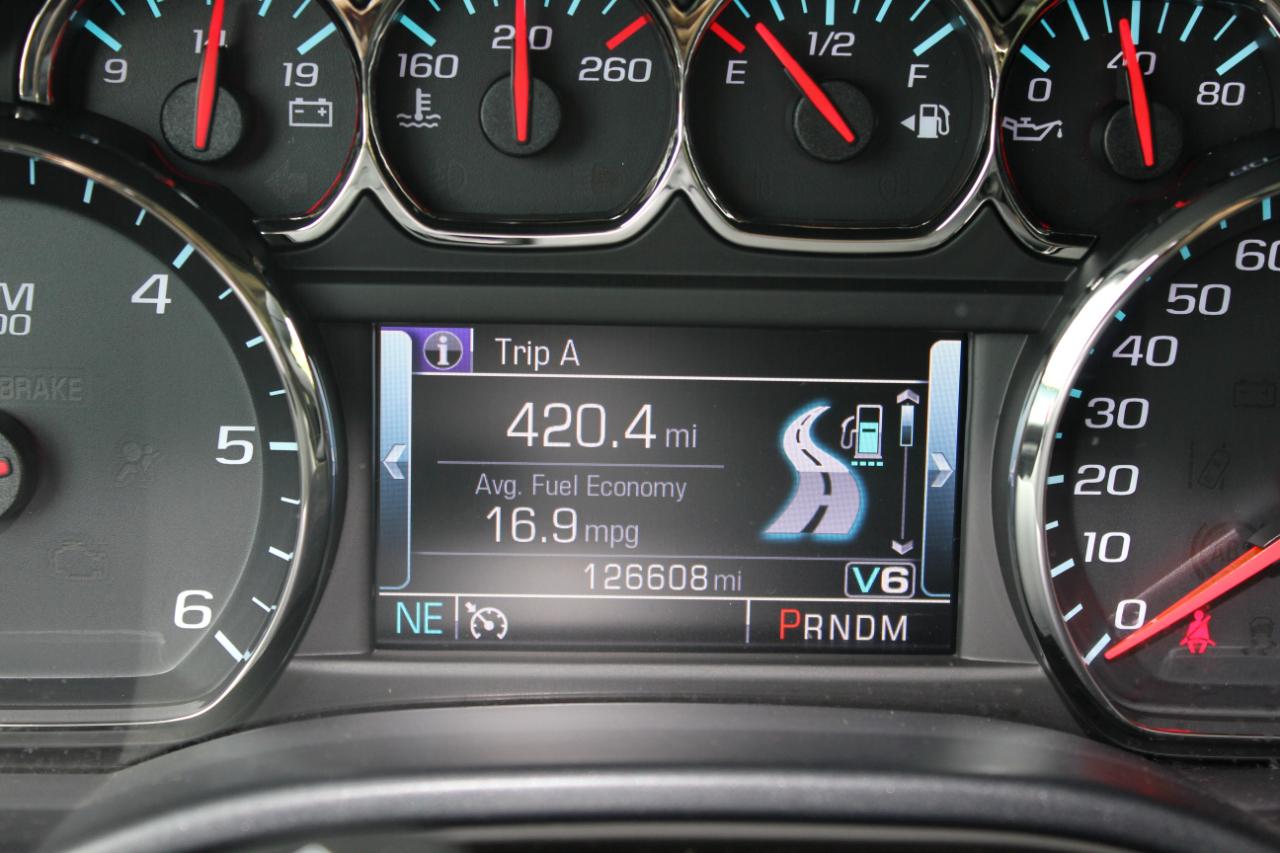 9 14 19
160 210 260
E 1/2 F
0 40 80
4
5
6
BRAKE
Trip A
420.4 mi
Avg. Fuel Economy
16.9 mpg
126608 mi
V6
NE
PRNDM
60
50
40
30
20
10
0